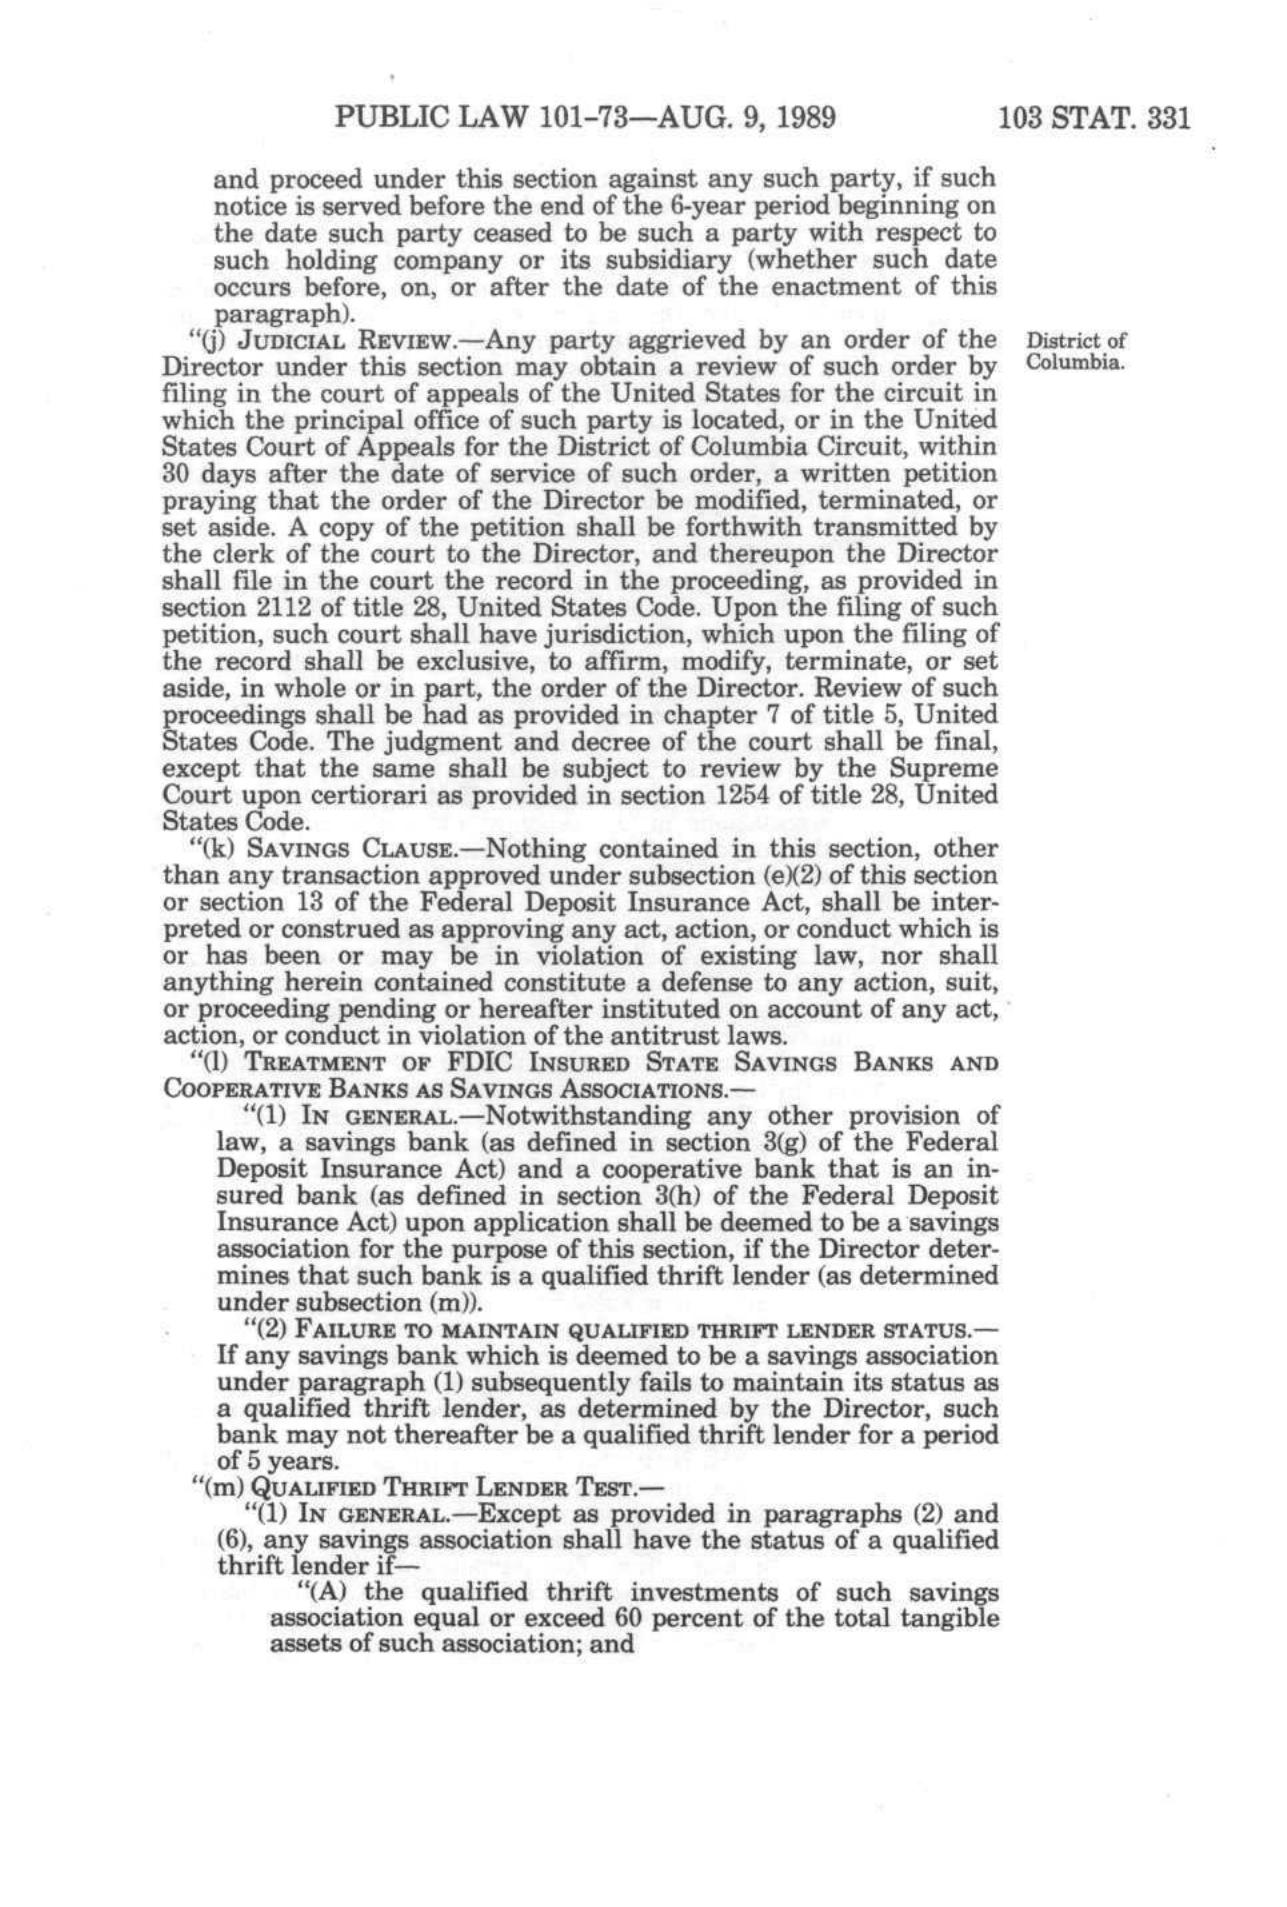 PUBLIC LAW 101-73—AUG. 9, 1989 103 STAT. 331
and proceed under this section against any such party, if such
notice is served before the end of the 6-year period beginning on
the date such party ceased to be such a party with respect to
such holding company or its subsidiary (whether such date
occurs before, on, or after the date of the enactment of this
paragraph).
"(j) JUDICIAL REVIEW.—Any party aggrieved by an order of the
Director under this section may obtain a review of such order by
filing in the court of appeals of the United States for the circuit in
which the principal office of such party is located, or in the United
States Court of Appeals for the District of Columbia Circuit, within
30 days after the date of service of such order, a written petition
praying that the order of the Director be modified, terminated, or
set aside. A copy of the petition shall be forthwith transmitted by
the clerk of the court to the Director, and thereupon the Director
shall file in the court the record in the proceeding, as provided in
section 2112 of title 28, United States Code. Upon the filing of such
petition, such court shall have jurisdiction, which upon the filing of
the record shall be exclusive, to affirm, modify, terminate, or set
aside, in whole or in part, the order of the Director. Review of such
proceedings shall be had as provided in chapter 7 of title 5, United
States Code. The judgment and decree of the court shall be final,
except that the same shall be subject to review by the Supreme
Court upon certiorari as provided in section 1254 of title 28, United
States Code.
District of
Columbia.
"(k) SAVINGS CLAUSE.—Nothing contained in this section, other
than any transaction approved under subsection (e)(2) of this section
or section 13 of the Federal Deposit Insurance Act, shall be inter-
preted or construed as approving any act, action, or conduct which is
or has been or may be in violation of existing law, nor shall
anything herein contained constitute a defense to any action, suit,
or proceeding pending or hereafter instituted on account of any act,
action, or conduct in violation of the antitrust laws.
"(l) TREATMENT OF FDIC INSURED STATE SAVINGS BANKS AND
COOPERATIVE BANKS AS SAVINGS ASSOCIATIONS.—
"(1) IN GENERAL.—Notwithstanding any other provision of
law, a savings bank (as defined in section 3(g) of the Federal
Deposit Insurance Act) and a cooperative bank that is an in-
sured bank (as defined in section 3(h) of the Federal Deposit
Insurance Act) upon application shall be deemed to be a savings
association for the purpose of this section, if the Director deter-
mines that such bank is a qualified thrift lender (as determined
under subsection (m)).
"(2) FAILURE TO MAINTAIN QUALIFIED THRIFT LENDER STATUS.—
If any savings bank which is deemed to be a savings association
under paragraph (1) subsequently fails to maintain its status as
a qualified thrift lender, as determined by the Director, such
bank may not thereafter be a qualified thrift lender for a period
of 5 years.
"(m) QUALIFIED THRIFT LENDER TEST.—
"(1) IN GENERAL.—Except as provided in paragraphs (2) and
(6), any savings association shall have the status of a qualified
thrift lender if—
"(A) the qualified thrift investments of such savings
association equal or exceed 60 percent of the total tangible
assets of such association; and